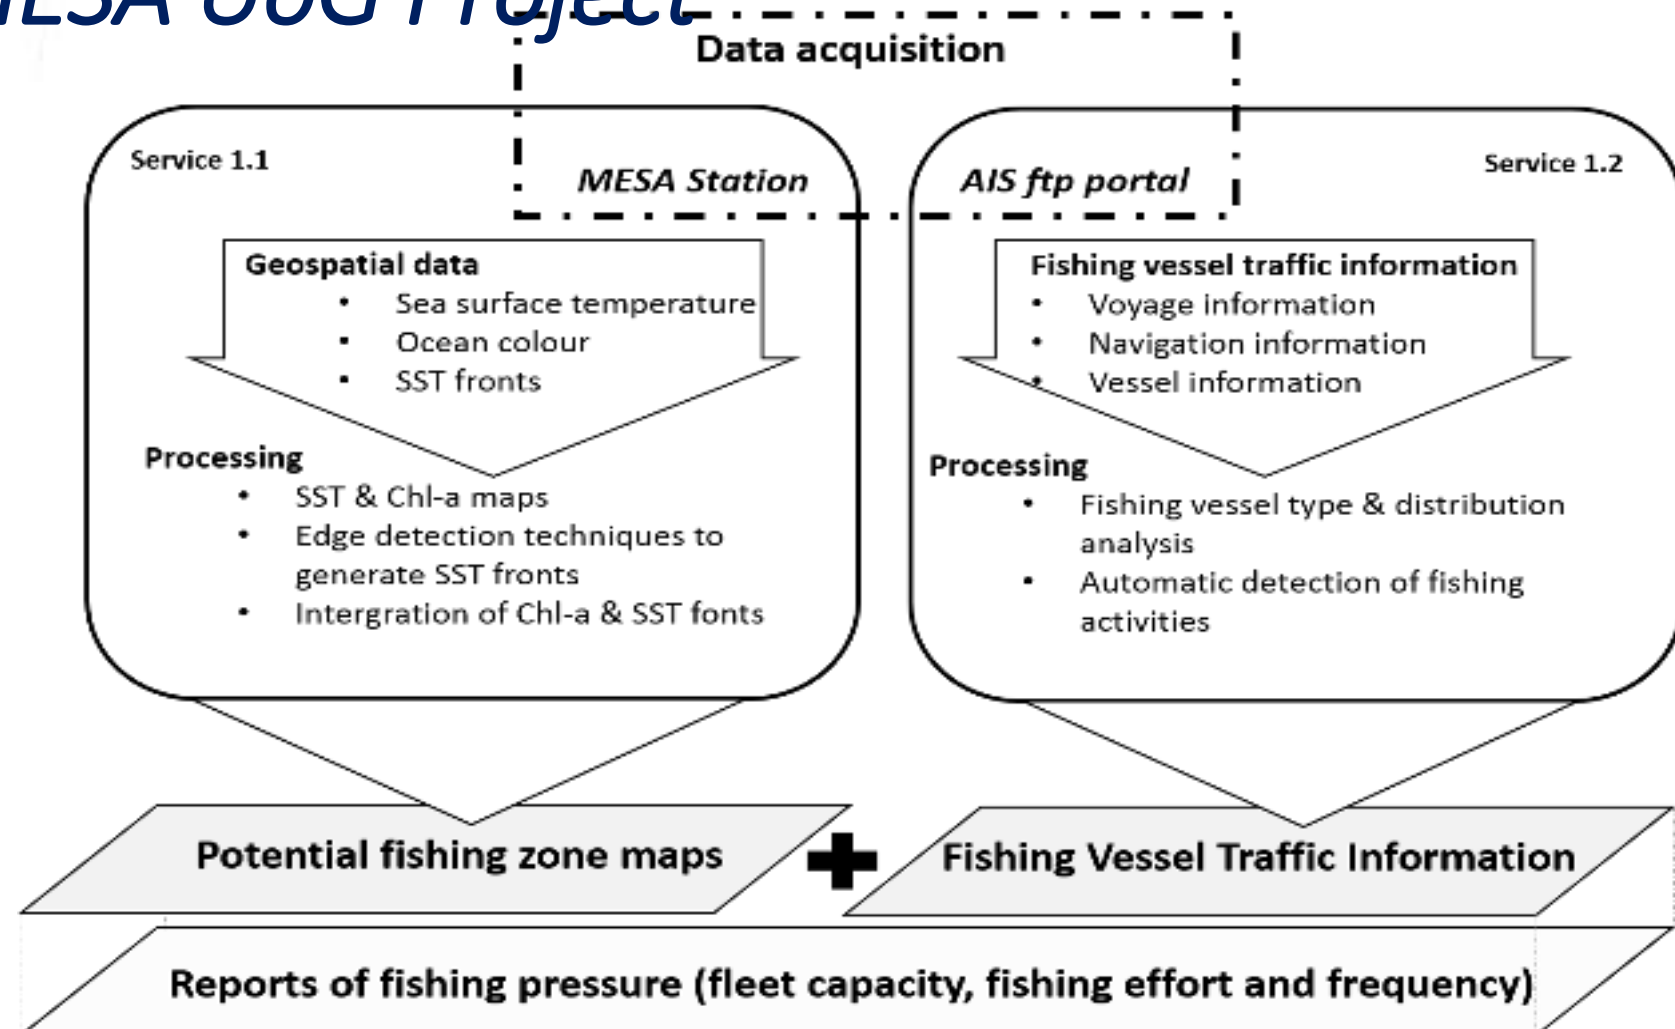 MESA UoG Project
Data acquisition
Service 1.1
MESA Station
AIS ftp portal
Service 1.2
Geospatial data
• Sea surface temperature
• Ocean colour
• SST fronts
Processing
• SST & Chl-a maps
• Edge detection techniques to
generate SST fronts
• Intergration of Chl-a & SST fonts
Fishing vessel traffic information
• Voyage information
• Navigation information
• Vessel information
Processing
• Fishing vessel type & distribution
analysis
• Automatic detection of fishing
activities
Potential fishing zone maps
Fishing Vessel Traffic Information
Reports of fishing pressure (fleet capacity, fishing effort and frequency)